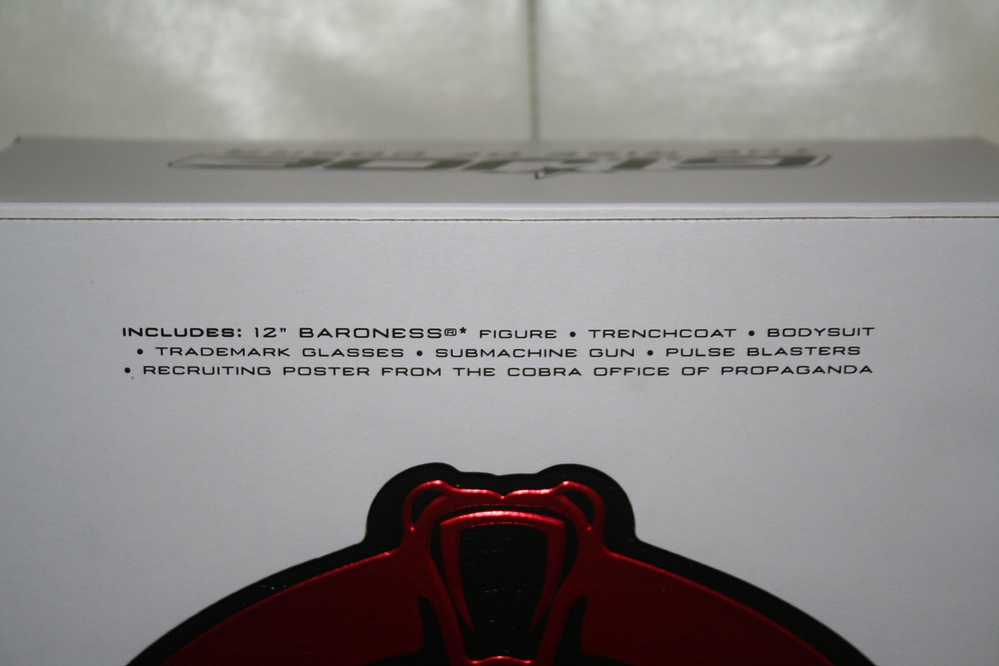 INCLUDES: 12" BARONESS®* FIGURE • TRENCHCOAT • BODYSUIT
• TRADEMARK GLASSES • SUBMACHINE GUN • PULSE BLASTERS
• RECRUITING POSTER FROM THE COBRA OFFICE OF PROPAGANDA